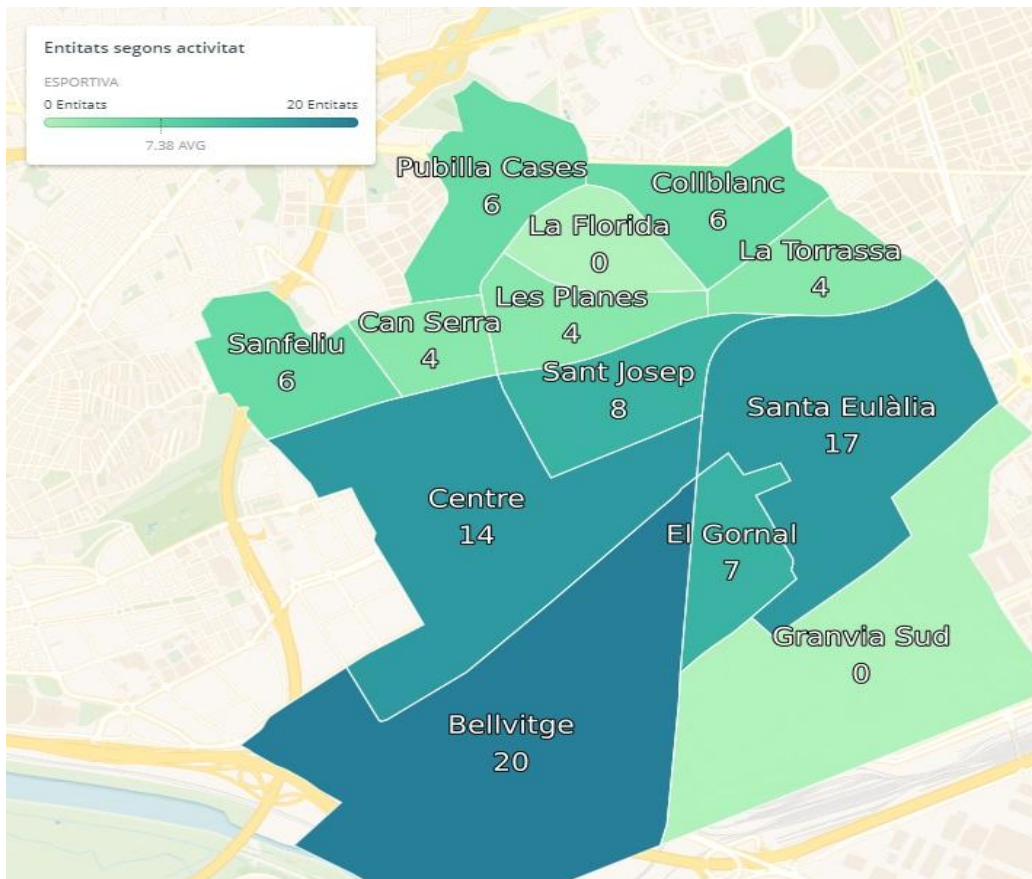 Entitats segons activitat
ESPORTIVA
0 Entitats 20 Entitats
7.38 AVG
Pubilla Cases
6
Collblanc
6
La Florida
0
La Torrassa
4
Les Planes
4
Can Serra
4
Sanfeliu
6
Sant Josep
8
Santa Eulàlia
17
Centre
14
El Gornal
7
Granvia Sud
0
Bellvitge
20